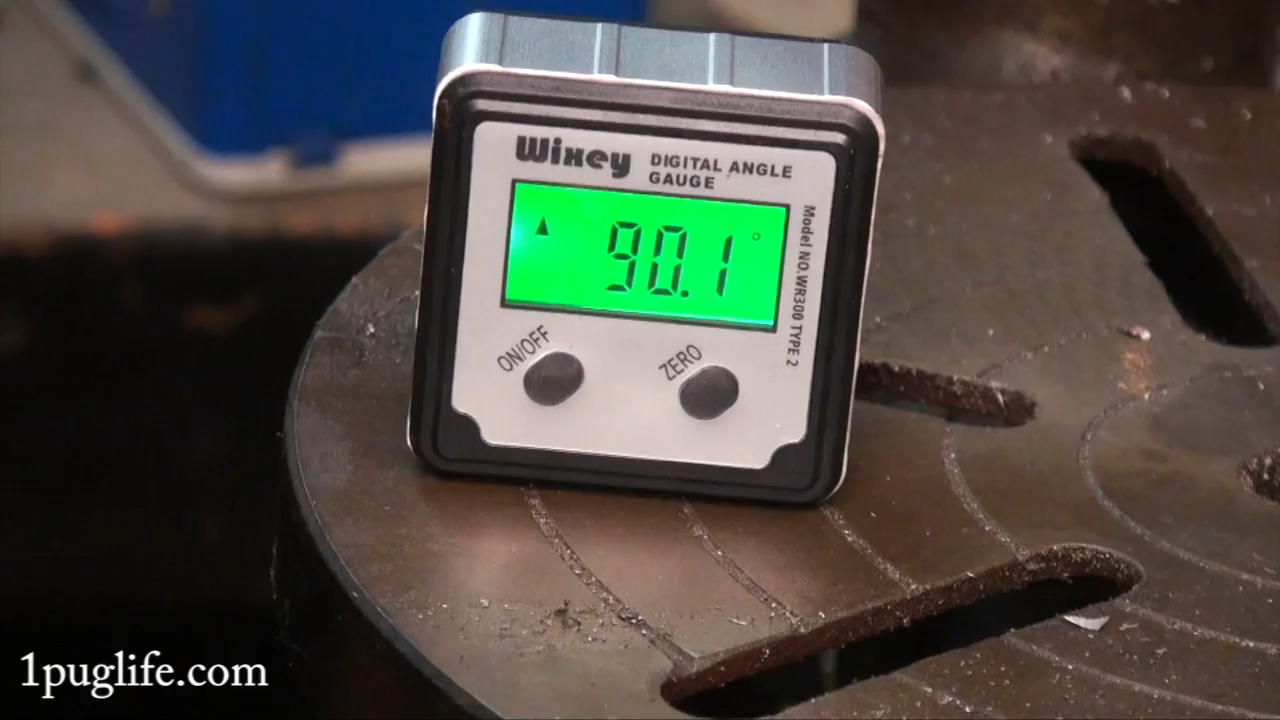 Wixey
DIGITAL ANGLE
GAUGE
90.1°
Model NO.WR300 TYPE 2
ON/OFF
ZERO
1puglife.com